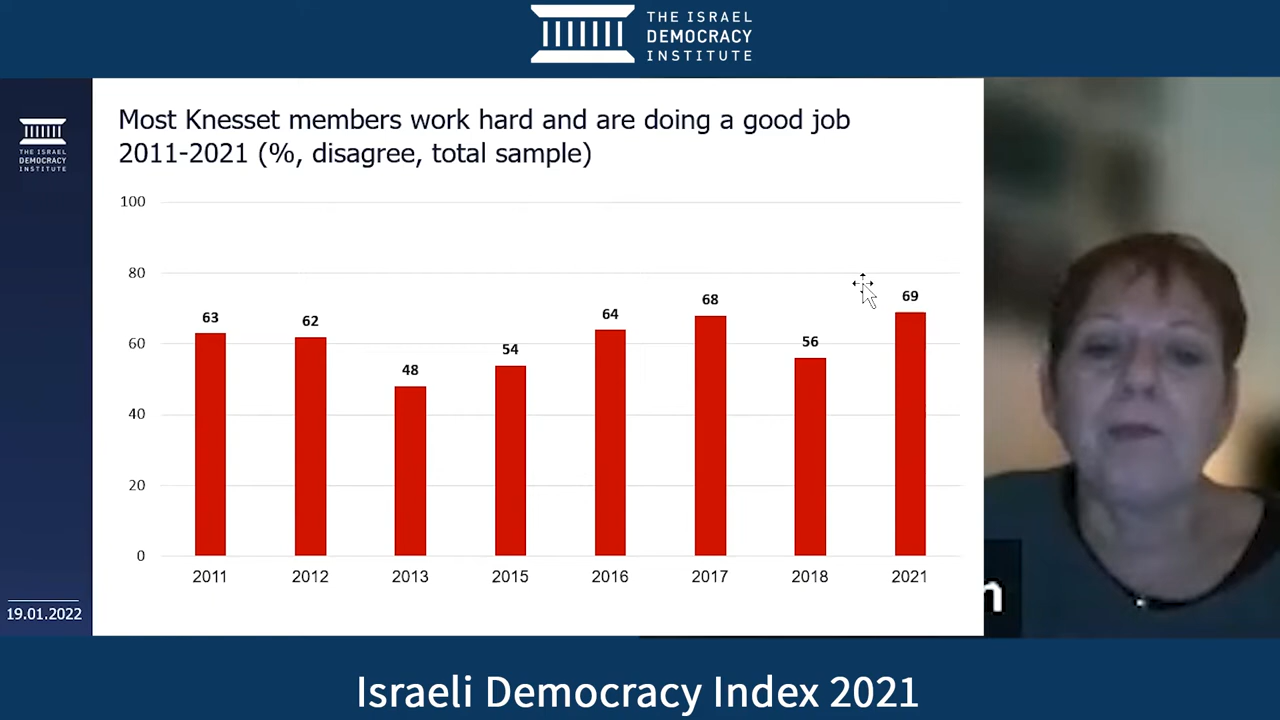 THE ISRAEL
DEMOCRACY
INSTITUTE
THE ISRAEL
DEMOCRACY
INSTITUTE
Most Knesset members work hard and are doing a good job
2011-2021 (%, disagree, total sample)
100
80
60
40
20
0
63
62
48
54
64
68
56
69
2011
2012
2013
2015
2016
2017
2018
2021
19.01.2022
n
Israeli Democracy Index 2021